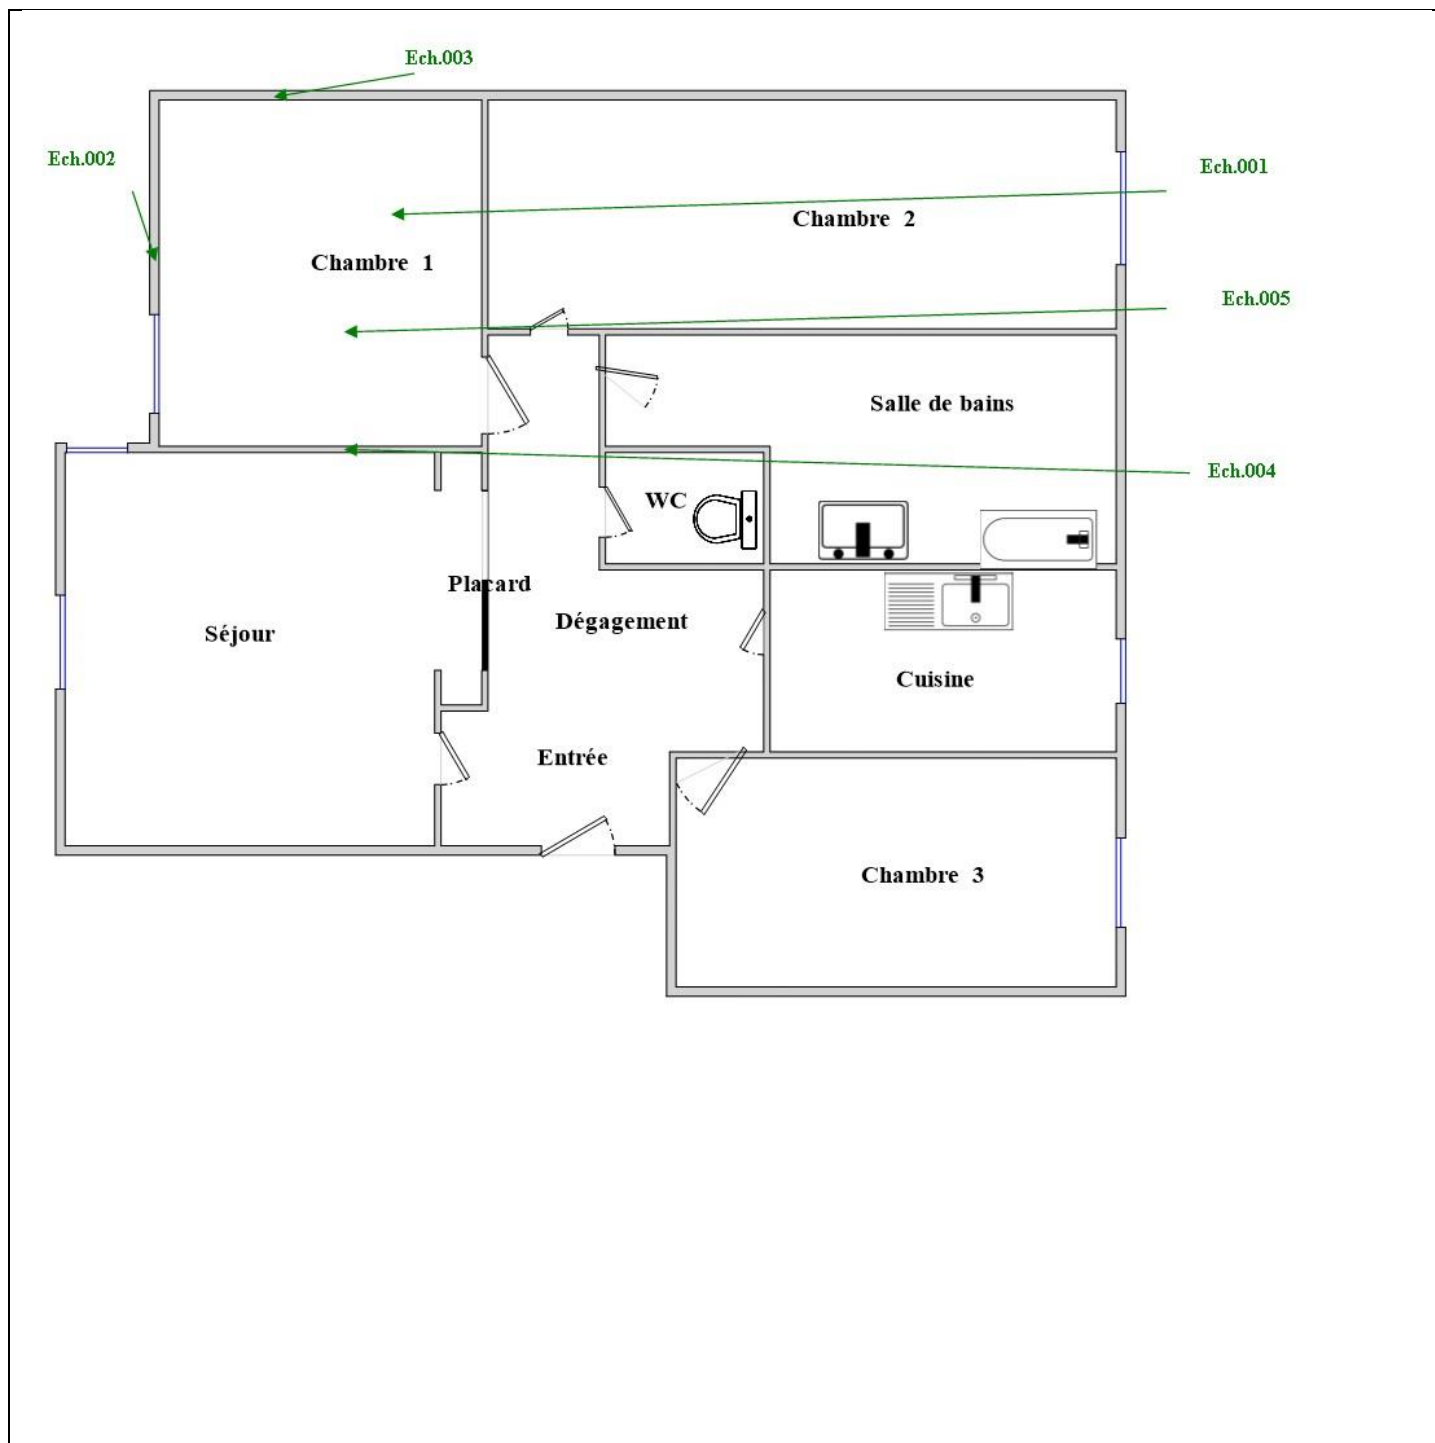 Ech.003
Ech.002
Ech.001
Chambre 2
Chambre 1
Ech.005
Salle de bains
Ech.004
WC
Placard
Dégagement
Séjour
Cuisine
Entrée
Chambre 3